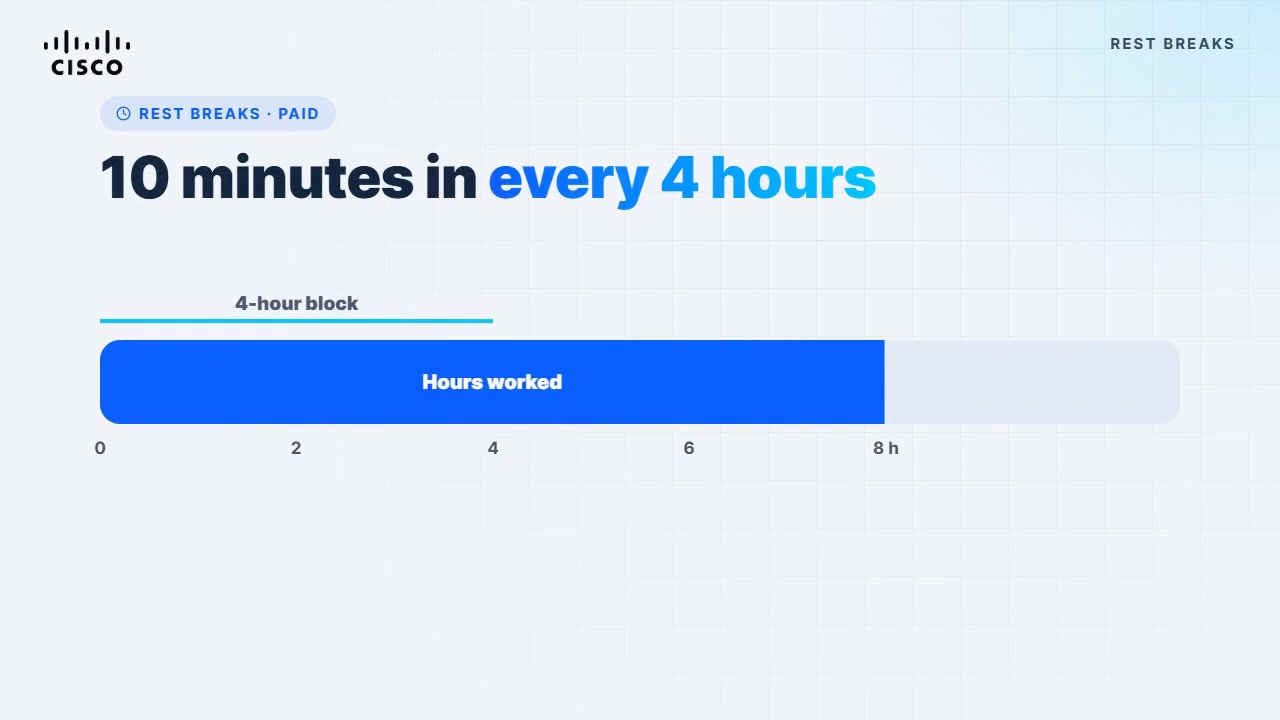 CISCO
REST BREAKS
REST BREAKS · PAID
10 minutes in every 4 hours
4-hour block
Hours worked
0 2 4 6 8 h